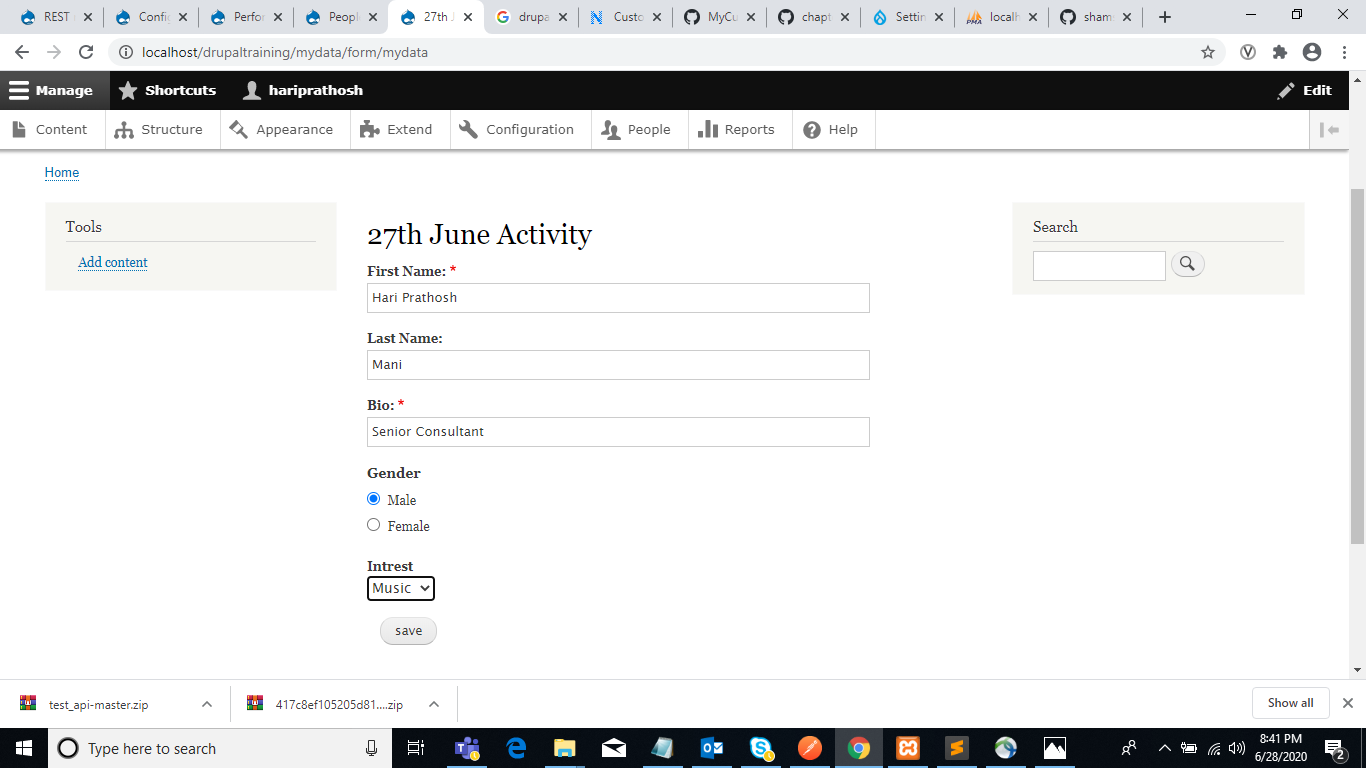 REST
Config
Perfor
People
27th J
drupa
Custo
MyCu
chapt
Settin
localh
sham
localhost/drupaltraining/mydata/form/mydata
Manage Shortcuts hariprathosh Edit
Content Structure Appearance Extend Configuration People Reports Help
Home
Tools
Add content
27th June Activity
First Name: *
Hari Prathosh
Last Name:
Mani
Bio: *
Senior Consultant
Gender
Male
Female
Intrest
Music
save
Search
test_api-master.zip
417c8ef105205d81....zip
Show all
Type here to search
8:41 PM
6/28/2020
2